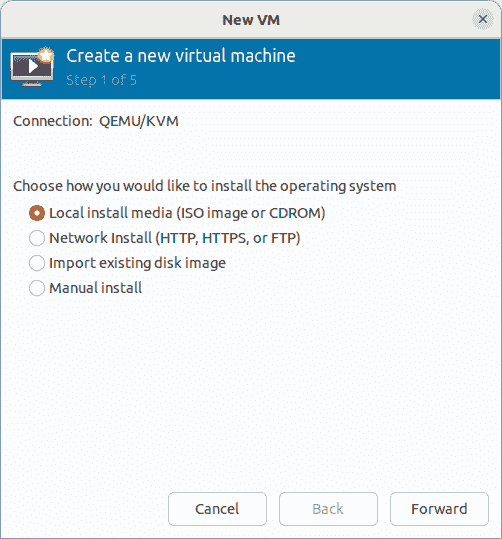 New VM
Create a new virtual machine
Step 1 of 5
Connection: QEMU/KVM
Choose how you would like to install the operating system
Local install media (ISO image or CDROM)
Network Install (HTTP, HTTPS, or FTP)
Import existing disk image
Manual install
Cancel Back Forward